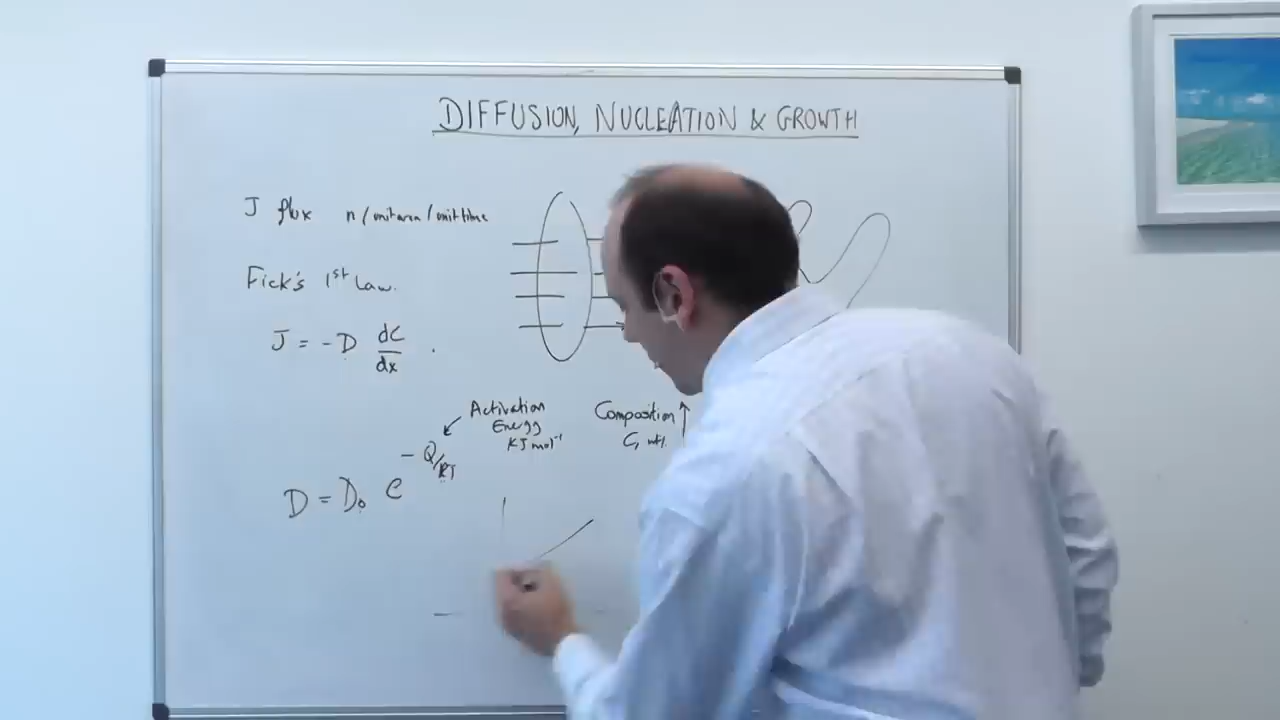 DIFFUSION, NUCLEATION & GROWTH
J flux n/unit area/unit time
Fick's 1st Law.
J = -D dC/dx .
Activation
Energy
KJ mol⁻¹
Composition
C, wt%
D = D₀ e -Q/RT